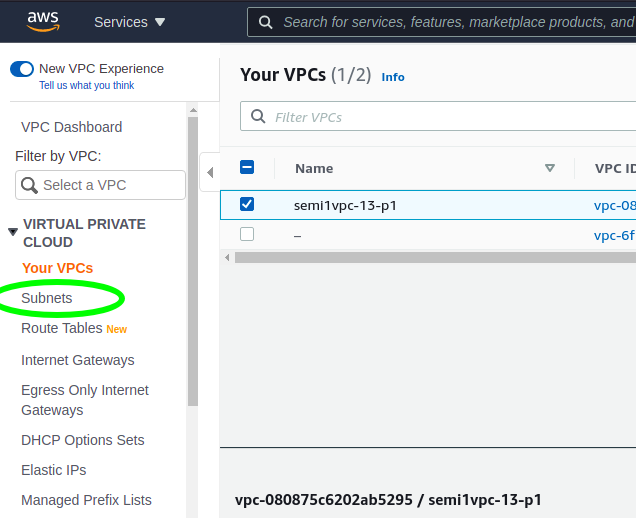 aws
Services
Search for services, features, marketplace products, and
New VPC Experience
Tell us what you think
VPC Dashboard
Filter by VPC:
Select a VPC
VIRTUAL PRIVATE
CLOUD
Your VPCs
Subnets
Route Tables New
Internet Gateways
Egress Only Internet
Gateways
DHCP Options Sets
Elastic IPs
Managed Prefix Lists
Your VPCs (1/2) Info
Filter VPCs
Name VPC ID
semi1vpc-13-p1 vpc-08
– vpc-6f
vpc-080875c6202ab5295 / semi1vpc-13-p1